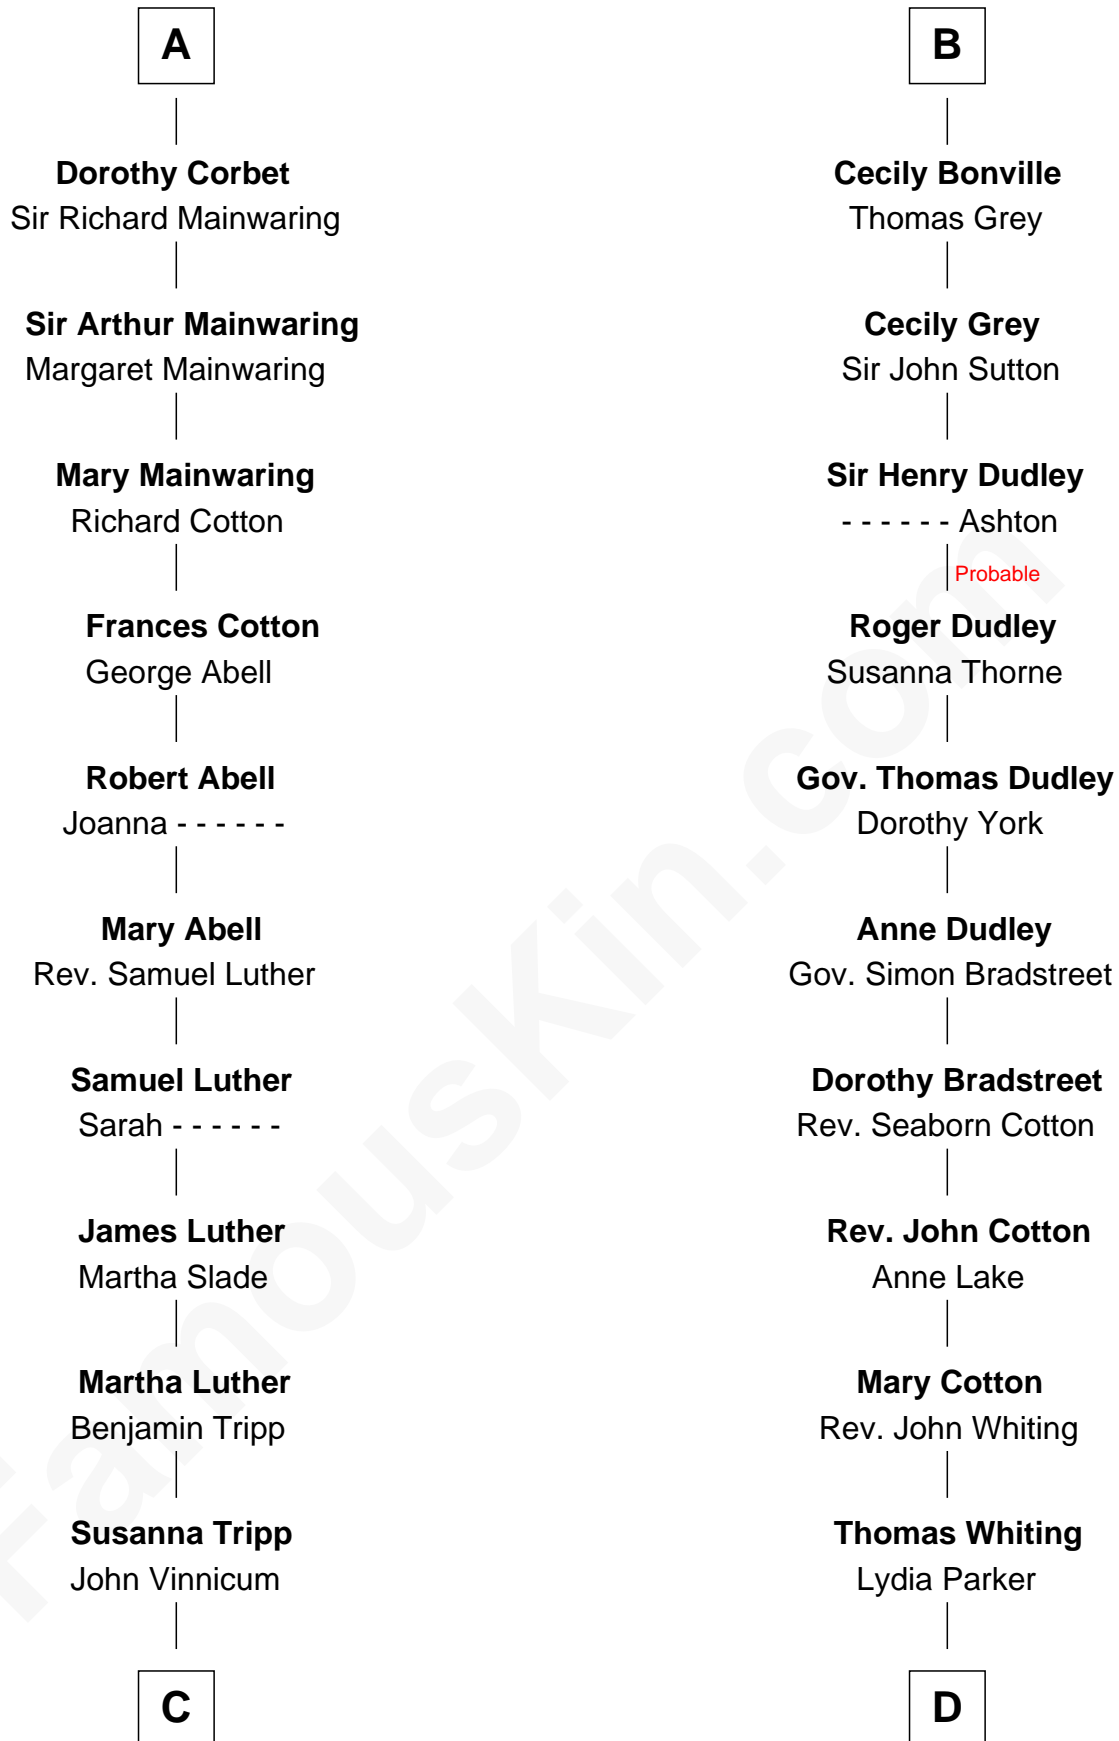 A
Dorothy Corbet
Sir Richard Mainwaring
Sir Arthur Mainwaring
Margaret Mainwaring
Mary Mainwaring
Richard Cotton
Frances Cotton
George Abell
Robert Abell
Joanna - - - - - -
Mary Abell
Rev. Samuel Luther
Samuel Luther
Sarah - - - - - -
James Luther
Martha Slade
Martha Luther
Benjamin Tripp
Susanna Tripp
John Vinnicum
C
B
Cecily Bonville
Thomas Grey
Cecily Grey
Sir John Sutton
Sir Henry Dudley
- - - - - - Ashton
Probable
Roger Dudley
Susanna Thorne
Gov. Thomas Dudley
Dorothy York
Anne Dudley
Gov. Simon Bradstreet
Dorothy Bradstreet
Rev. Seaborn Cotton
Rev. John Cotton
Anne Lake
Mary Cotton
Rev. John Whiting
Thomas Whiting
Lydia Parker
D
FamousKin.com